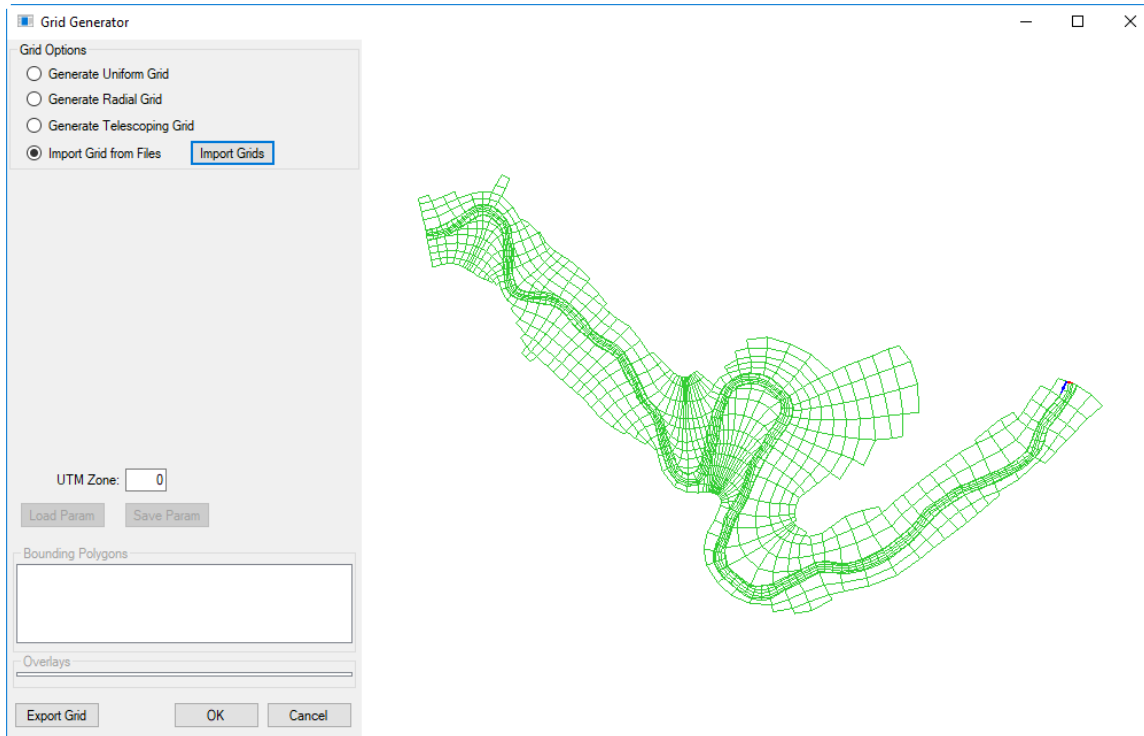 Grid Generator
Grid Options
Generate Uniform Grid
Generate Radial Grid
Generate Telescoping Grid
Import Grid from Files Import Grids
UTM Zone: 0
Load Param Save Param
Bounding Polygons
Overlays
Export Grid OK Cancel